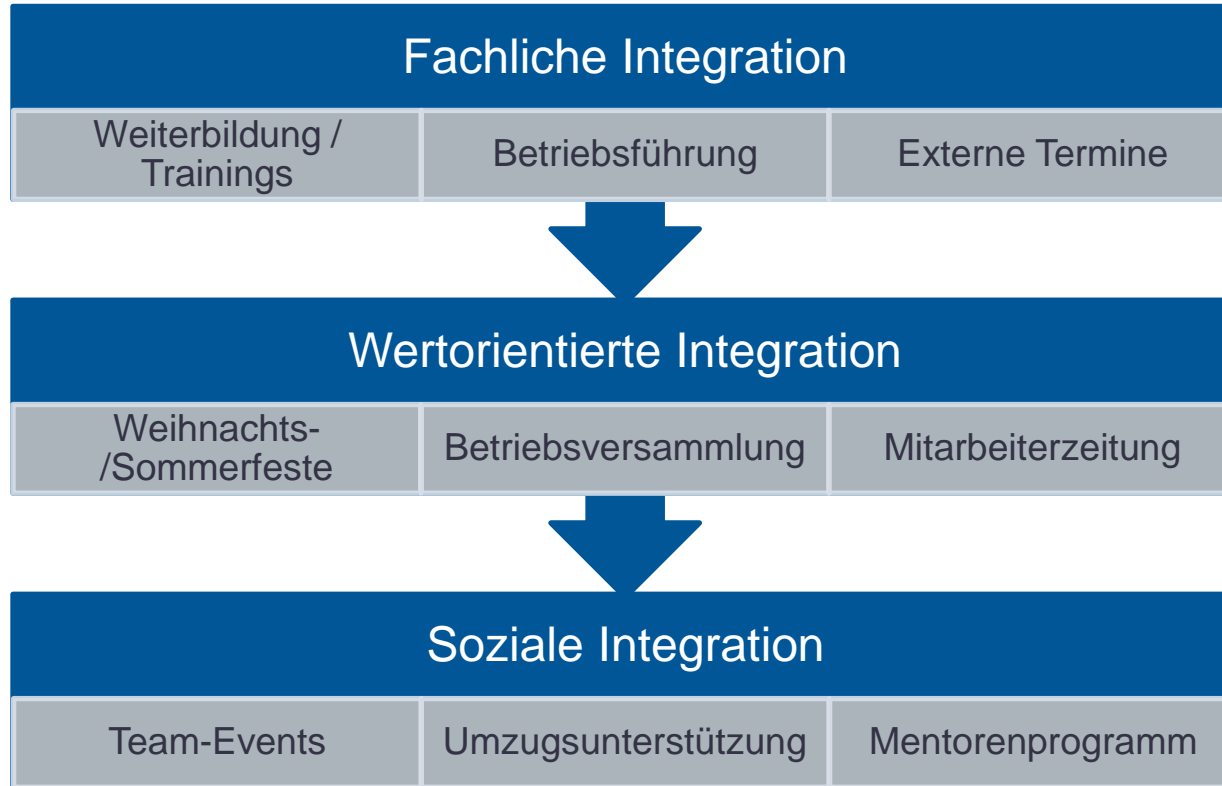 Fachliche Integration
Weiterbildung /
Trainings
Betriebsführung
Externe Termine
Wertorientierte Integration
Weihnachts-
/Sommerfeste
Betriebsversammlung
Mitarbeiterzeitung
Soziale Integration
Team-Events
Umzugsunterstützung
Mentorenprogramm